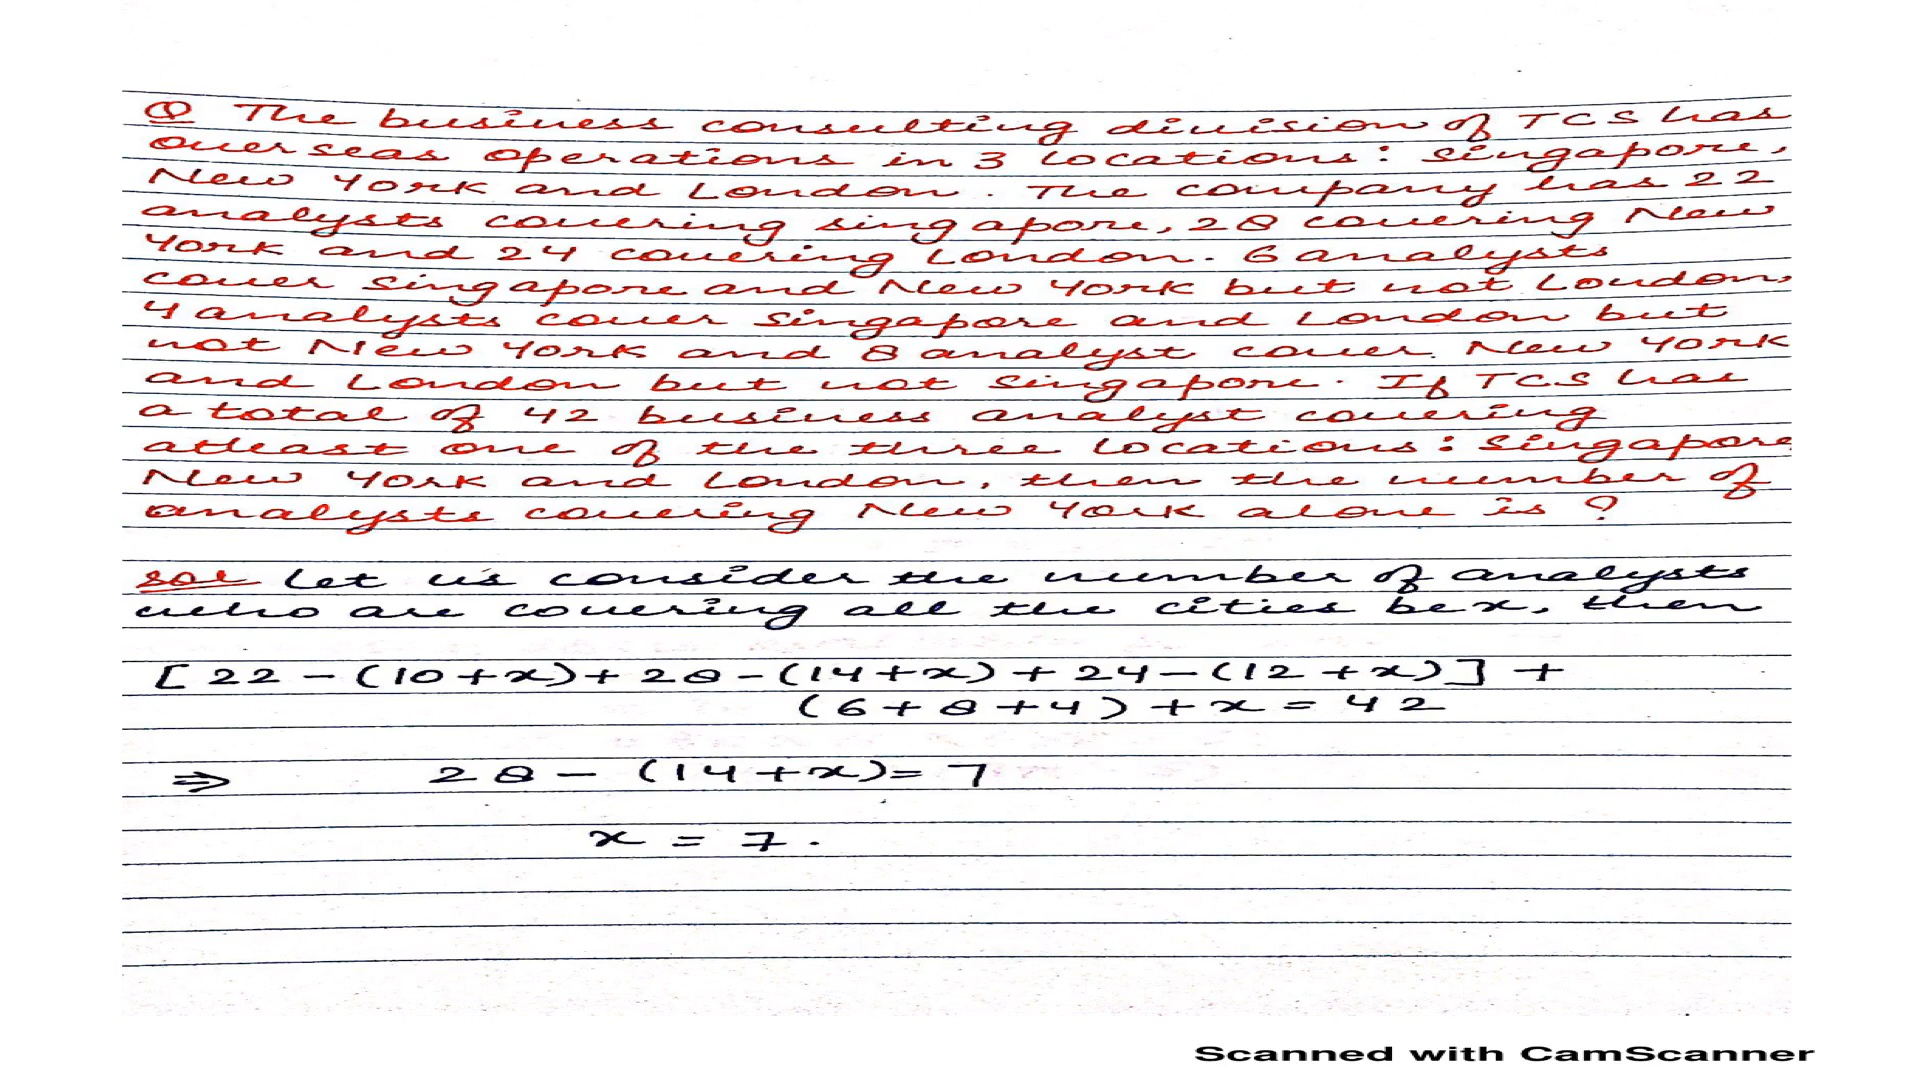 Q The business consulting division of TCS has
overseas operations in 3 locations: Singapore,
New York and London. The company has 22
analysts covering singapore, 28 covering New
York and 24 covering London. 6 analysts
cover singapore and New York but not London,
4 analysts cover Singapore and London but
not New York and 8 analyst cover New York
and London but not Singapore. If TCS has
a total of 42 business analyst covering
atleast one of the three locations: Singapore
New York and London, then the number of
analysts covering New York alone is ?
Sol Let us consider the number of analysts
who are covering all the cities be x, then
[22 - (10+x) + 28 - (14+x) + 24 - (12+x)] +
(6+8+4) + x = 42
⇒ 28 - (14+x) = 7
x = 7.
Scanned with CamScanner